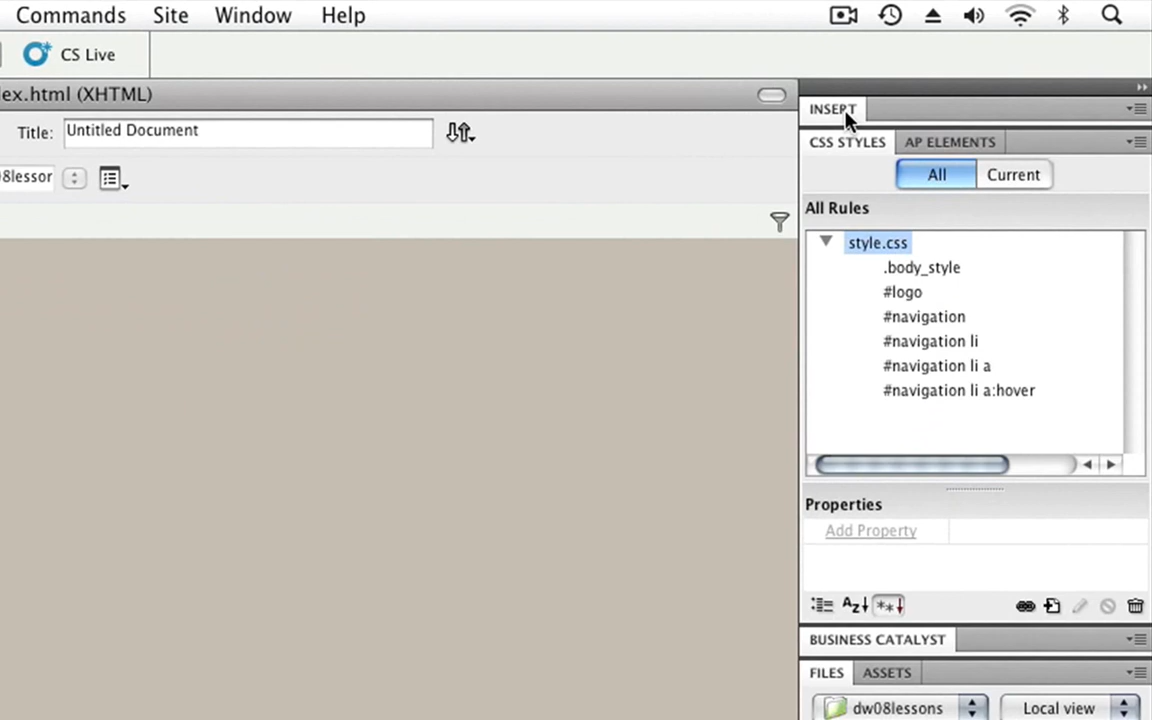 Commands Site Window Help
CS Live
ex.html (XHTML)
INSERT
Title: Untitled Document
CSS STYLES AP ELEMENTS
8lessor
All Current
All Rules
style.css
.body_style
#logo
#navigation
#navigation li
#navigation li a
#navigation li a:hover
Properties
Add Property
BUSINESS CATALYST
FILES ASSETS
dw08lessons Local view